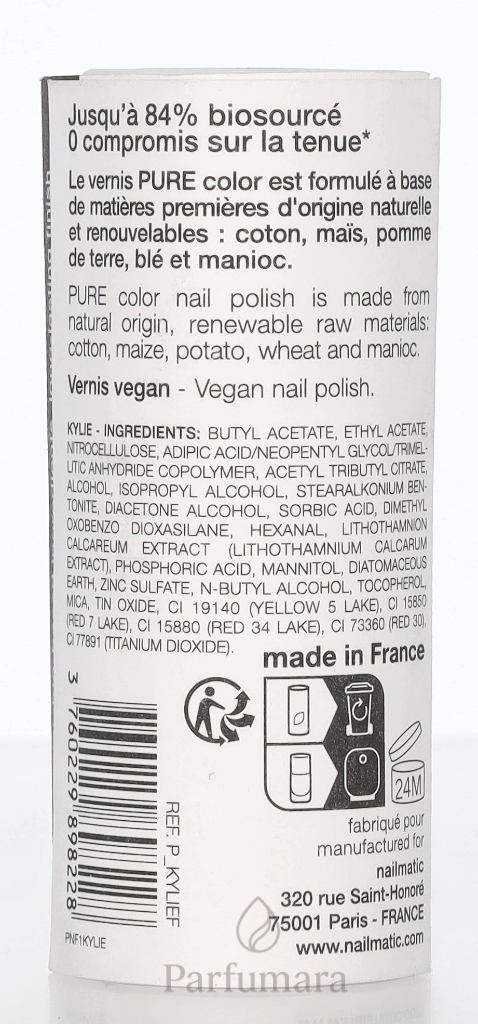 Jusqu'à 84% biosourcé
0 compromis sur la tenue*
Le vernis PURE color est formulé à base
de matières premières d'origine naturelle
et renouvelables : coton, maïs, pomme
de terre, blé et manioc.
PURE color nail polish is made from
natural origin, renewable raw materials:
cotton, maize, potato, wheat and manioc.
Vernis vegan - Vegan nail polish.
KYLIE - INGREDIENTS: BUTYL ACETATE, ETHYL ACETATE,
NITROCELLULOSE, ADIPIC ACID/NEOPENTYL GLYCOL/TRIMEL-
LITIC ANHYDRIDE COPOLYMER, ACETYL TRIBUTYL CITRATE,
ALCOHOL, ISOPROPYL ALCOHOL, STEARALKONIUM BEN-
TONITE, DIACETONE ALCOHOL, SORBIC ACID, DIMETHYL
OXOBENZO DIOXASILANE, HEXANAL, LITHOTHAMNION
CALCAREUM EXTRACT (LITHOTHAMNIUM CALCARUM
EXTRACT), PHOSPHORIC ACID, MANNITOL, DIATOMACEOUS
EARTH, ZINC SULFATE, N-BUTYL ALCOHOL, TOCOPHEROL,
MICA, TIN OXIDE, CI 19140 (YELLOW 5 LAKE), CI 15850
(RED 7 LAKE), CI 15880 (RED 34 LAKE), CI 73360 (RED 30),
CI 77891 (TITANIUM DIOXIDE).
made in France
3 760229 898228
REF. P_KYLIEF
PNF1KYLIE
24M
fabriqué pour
manufactured for
nailmatic
320 rue Saint-Honoré
75001 Paris - FRANCE
www.nailmatic.com
Parfumara